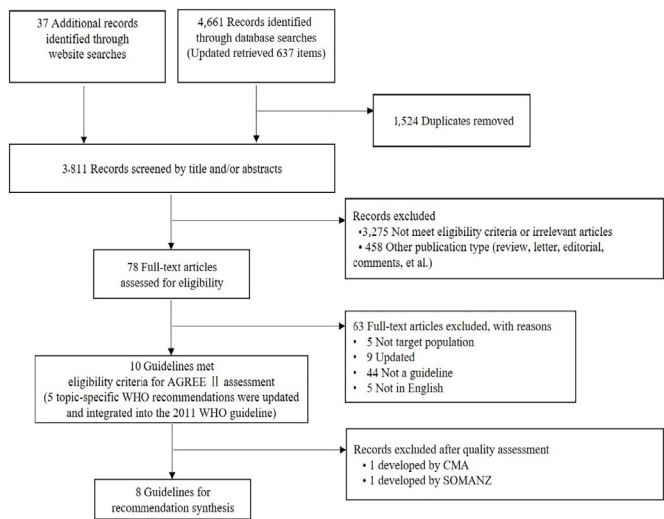 37 Additional records
identified through
website searches
4,661 Records identified
through database searches
(Updated retrieved 637 items)
1,524 Duplicates removed
3,811 Records screened by title and/or abstracts
Records excluded
•3,275 Not meet eligibility criteria or irrelevant articles
• 458 Other publication type (review, letter, editorial,
comments, et al.)
78 Full-text articles
assessed for eligibility
63 Full-text articles excluded, with reasons
• 5 Not target population
• 9 Updated
• 44 Not a guideline
• 5 Not in English
10 Guidelines met
eligibility criteria for AGREE Ⅱ assessment
(5 topic-specific WHO recommendations were updated
and integrated into the 2011 WHO guideline)
Records excluded after quality assessment
• 1 developed by CMA
• 1 developed by SOMANZ
8 Guidelines for
recommendation synthesis